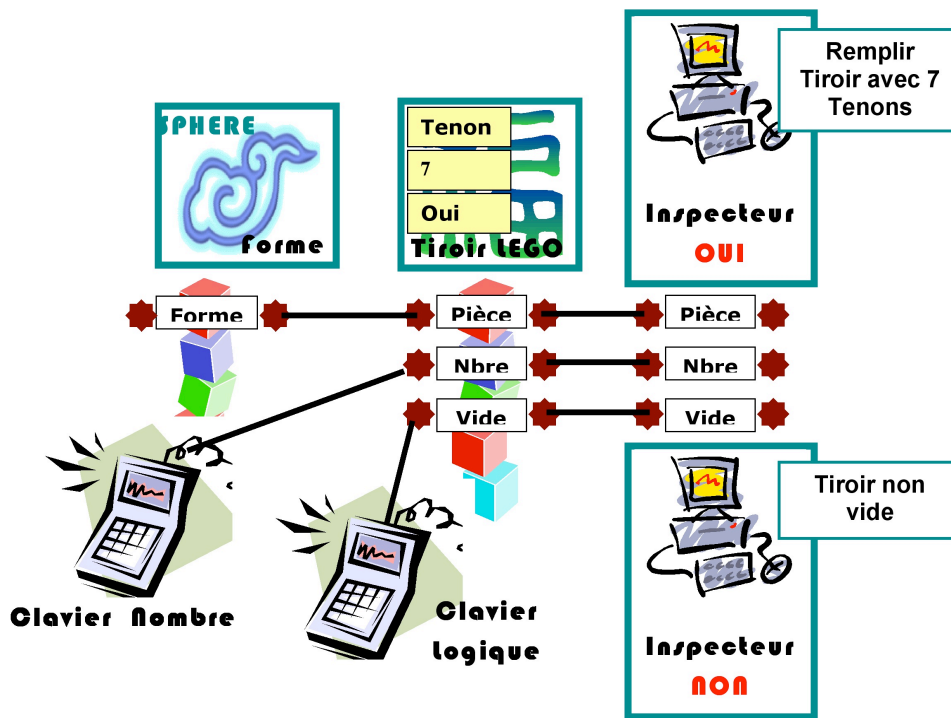 SPHERE
Forme
Tenon
7
Oui
Tiroir LEGO
Inspecteur
OUI
Remplir
Tiroir avec 7
Tenons
Forme
Pièce
Pièce
Nbre
Nbre
Vide
Vide
Clavier Nombre
Clavier
Logique
Inspecteur
NON
Tiroir non
vide